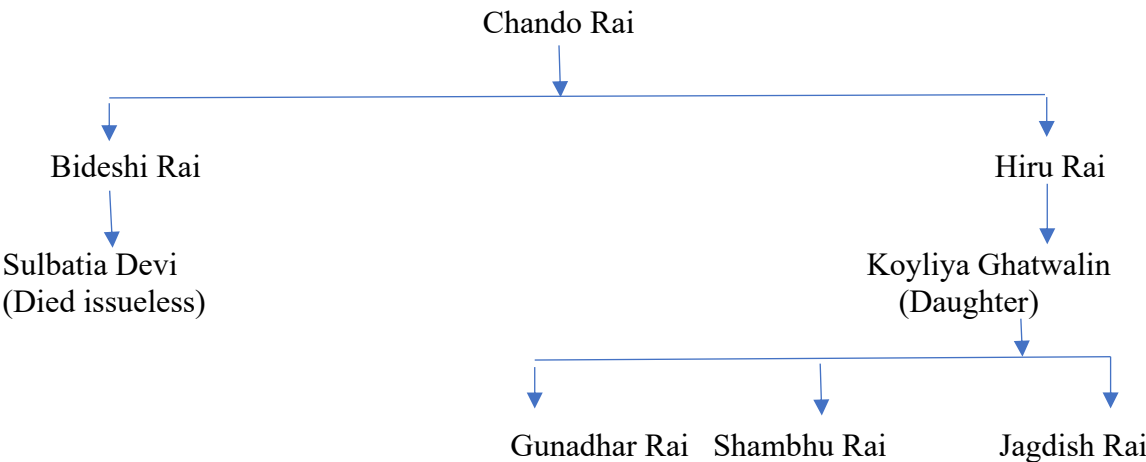 Chando Rai
Bideshi Rai Hiru Rai
Sulbatia Devi Koyliya Ghatwalin
(Died issueless) (Daughter)
Gunadhar Rai Shambhu Rai Jagdish Rai